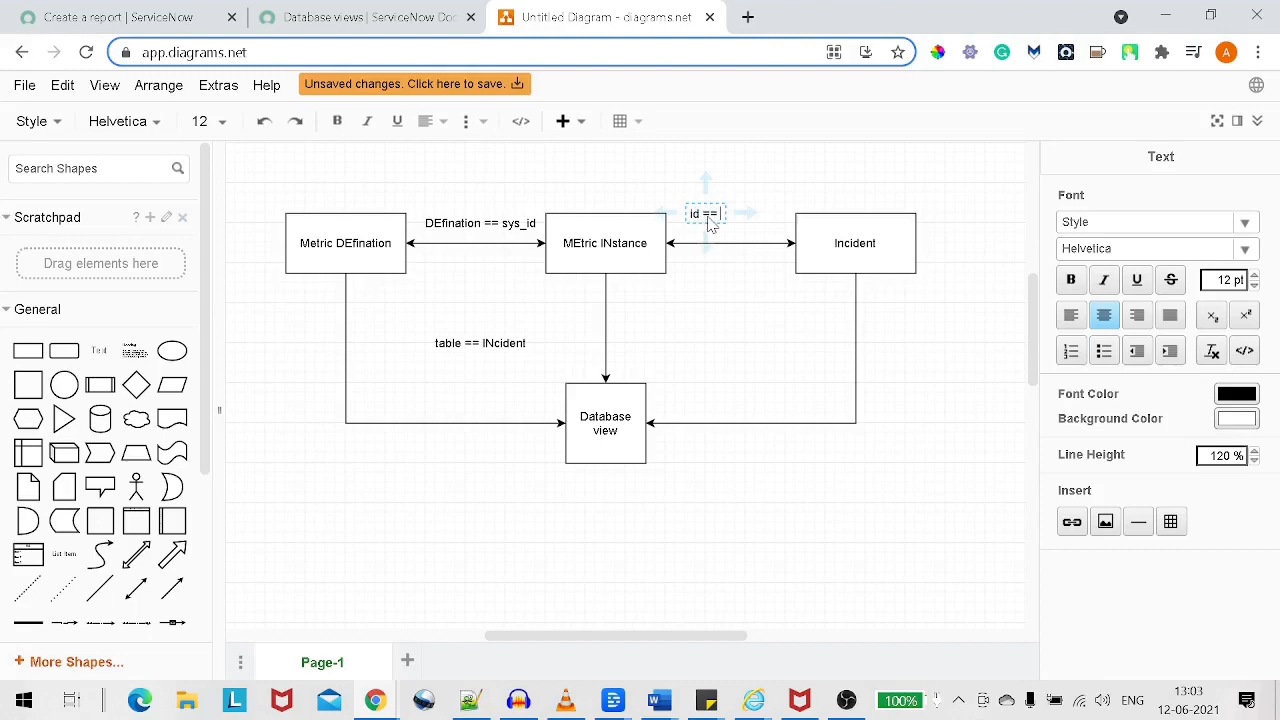 Create report | ServiceNow
Database views | ServiceNow Doc
Untitled Diagram - diagrams.net
app.diagrams.net
A
File
Edit
View
Arrange
Extras
Help
Unsaved changes. Click here to save.
Style
Helvetica
12
B
I
U
Search Shapes
Scratchpad
?
Drag elements here
General
Text
List Item
+ More Shapes...
DEfination == sys_id
id ==
Metric DEfination
MEtric INstance
Incident
table == INcident
Database
view
Page-1
Text
Font
Style
Helvetica
B
I
U
S
12 pt
Font Color
Background Color
Line Height
120 %
Insert
100%
ENG
13:03
12-06-2021